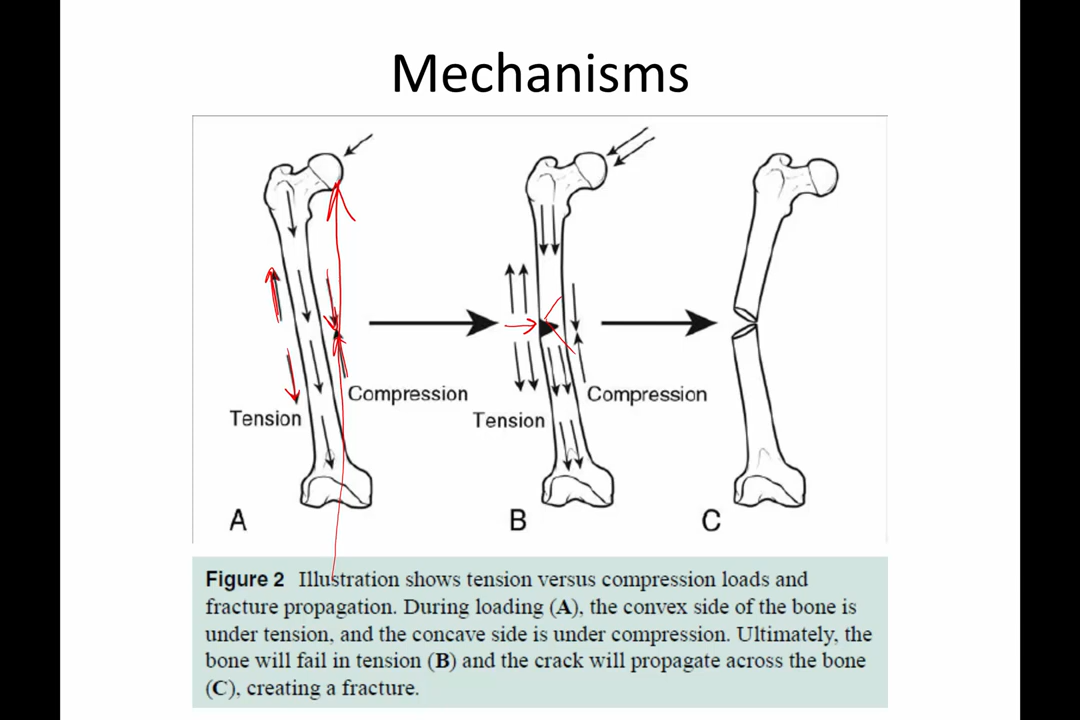 Mechanisms
Compression
Tension
Compression
Tension
A
B
C
Figure 2 Illustration shows tension versus compression loads and
fracture propagation. During loading (A), the convex side of the bone is
under tension, and the concave side is under compression. Ultimately, the
bone will fail in tension (B) and the crack will propagate across the bone
(C), creating a fracture.